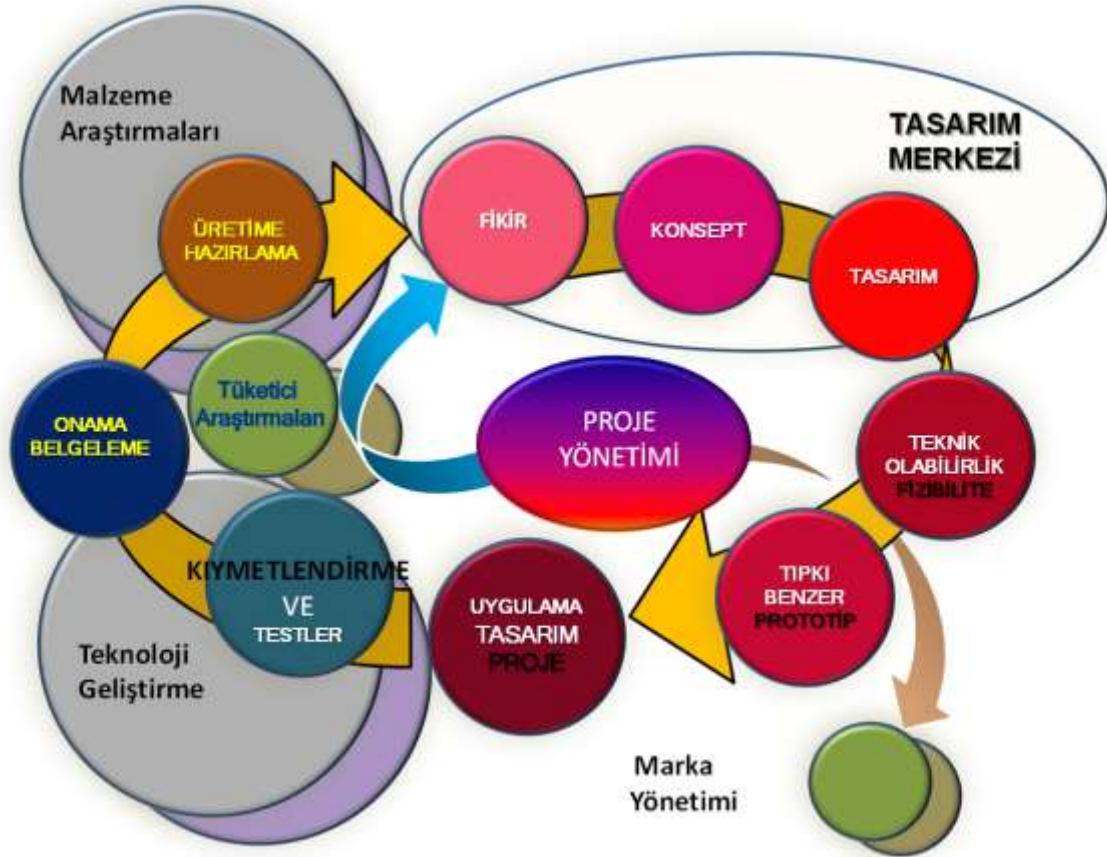 Malzeme
Araştırmaları
TASARIM
MERKEZİ
ÜRETİME
HAZIRLAMA
FİKİR
KONSEPT
TASARIM
Tüketici
Araştırmaları
ONAMA
BELGELEME
PROJE
YÖNETİMİ
TEKNİK
OLABİLİRLİK
FİZİBİLİTE
KIYMETLENDİRME
VE
TESTLER
UYGULAMA
TASARIM
PROJE
TIPKI
BENZER
PROTOTİP
Teknoloji
Geliştirme
Marka
Yönetimi